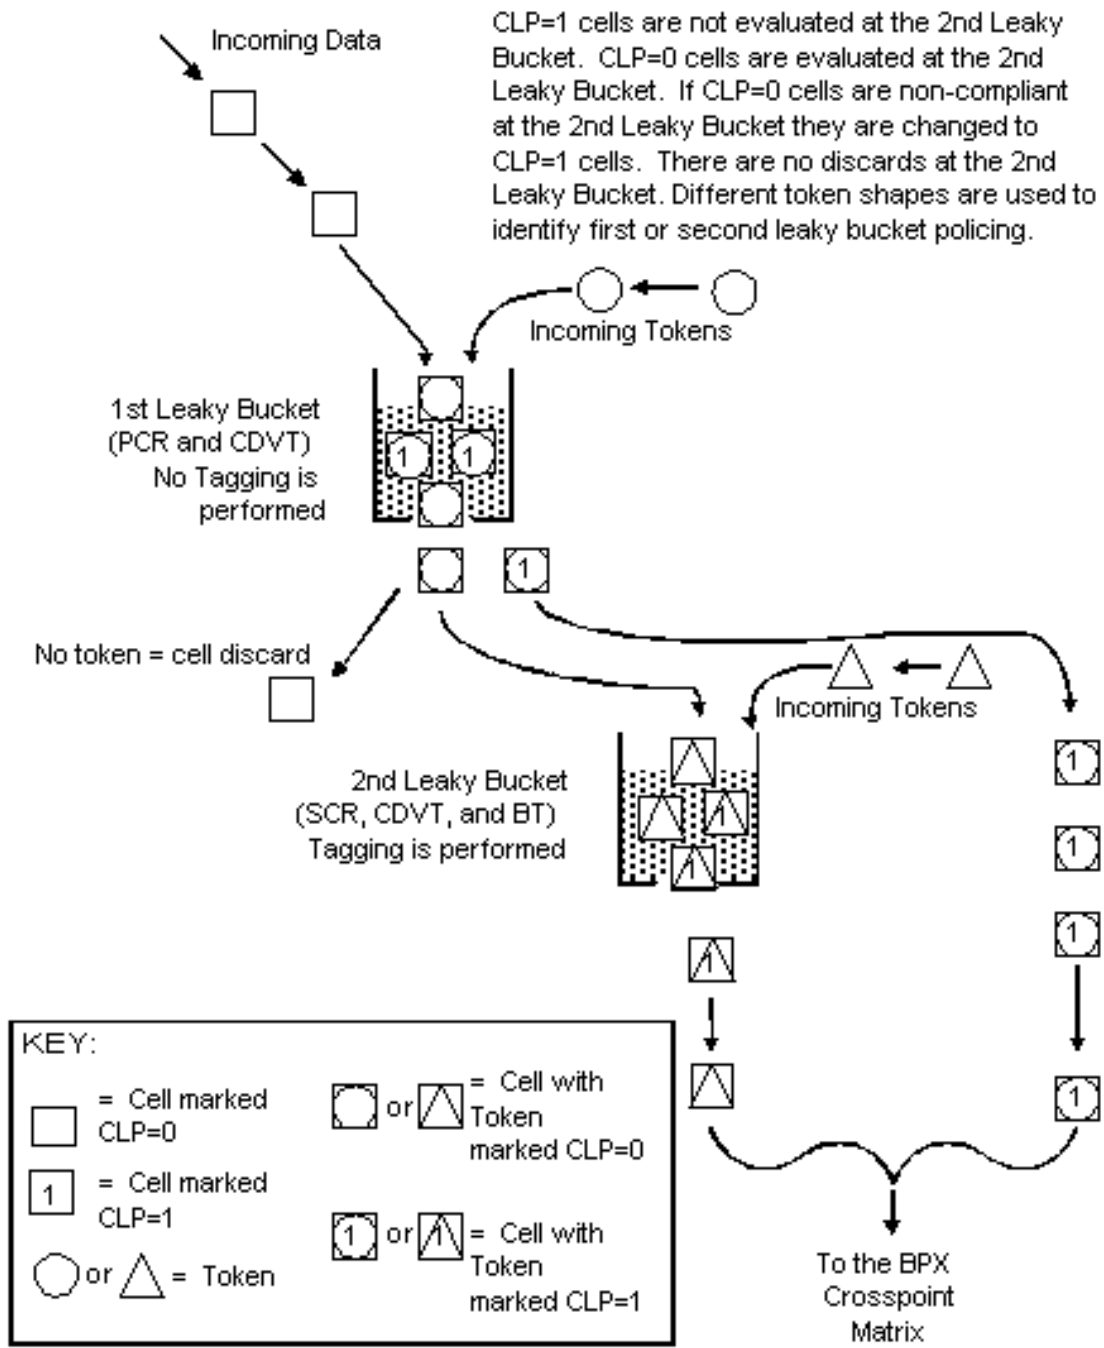 Incoming Data
CLP=1 cells are not evaluated at the 2nd Leaky
Bucket.  CLP=0 cells are evaluated at the 2nd
Leaky Bucket.  If CLP=0 cells are non-compliant
at the 2nd Leaky Bucket they are changed to
CLP=1 cells.  There are no discards at the 2nd
Leaky Bucket. Different token shapes are used to
identify first or second leaky bucket policing.
Incoming Tokens
1st Leaky Bucket
(PCR and CDVT)
No Tagging is
performed
1 1
1
No token = cell discard
Incoming Tokens
2nd Leaky Bucket
(SCR, CDVT, and BT)
Tagging is performed
1
1
1
1
1
1
1
KEY:
= Cell marked
CLP=0
1 = Cell marked
CLP=1
or = Token
or = Cell with
Token
marked CLP=0
1 or 1 = Cell with
Token
marked CLP=1
To the BPX
Crosspoint
Matrix